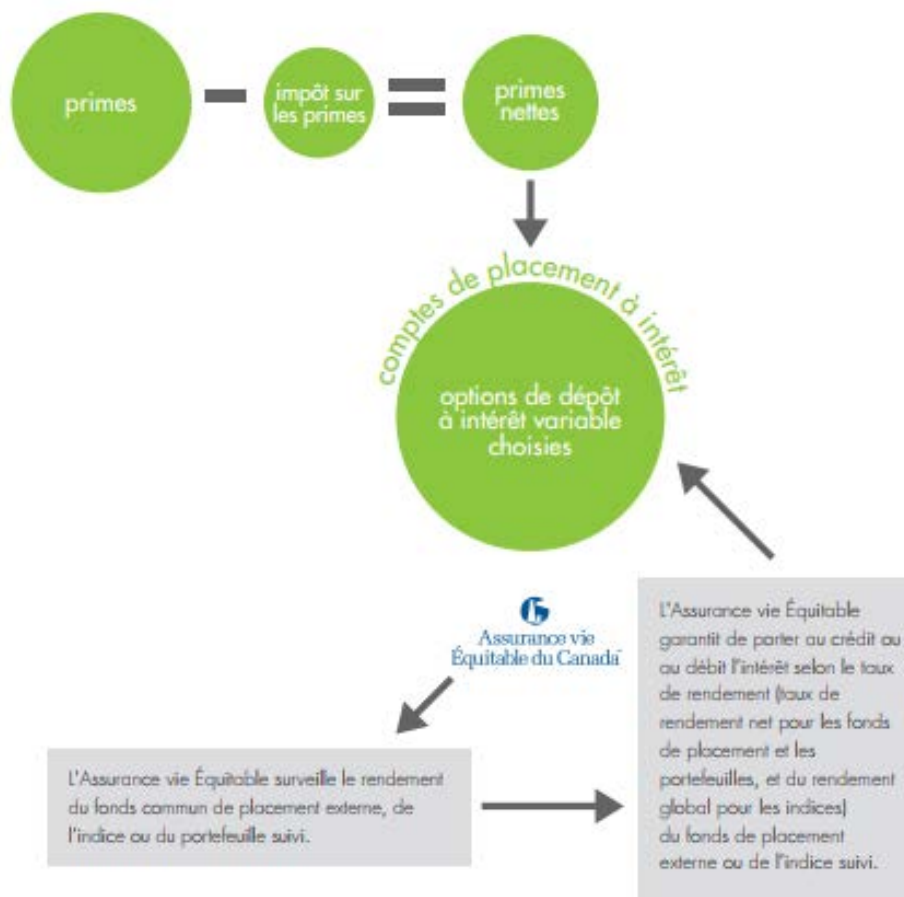 primes
impôt sur
les primes
primes
nettes
comptes de placement à intérêt
options de dépôt
à intérêt variable
choisies
Assurance vie
Équitable du Canada
L'Assurance vie Équitable surveille le rendement
du fonds commun de placement externe, de
l'indice ou du portefeuille suivi.
L'Assurance vie Équitable
garantit de porter au crédit ou
au débit l'intérêt selon le taux
de rendement (taux de
rendement net pour les fonds
de placement et les
portefeuilles, et du rendement
global pour les indices)
du fonds de placement
externe ou de l'indice suivi.